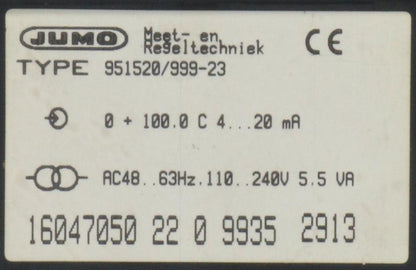 JUMO Meet- en Regeltechniek CE
TYPE 951520/999-23
0 + 100.0 C 4...20 mA
AC48..63Hz.110..240V 5.5 VA
16047050 22 0 9935 2913